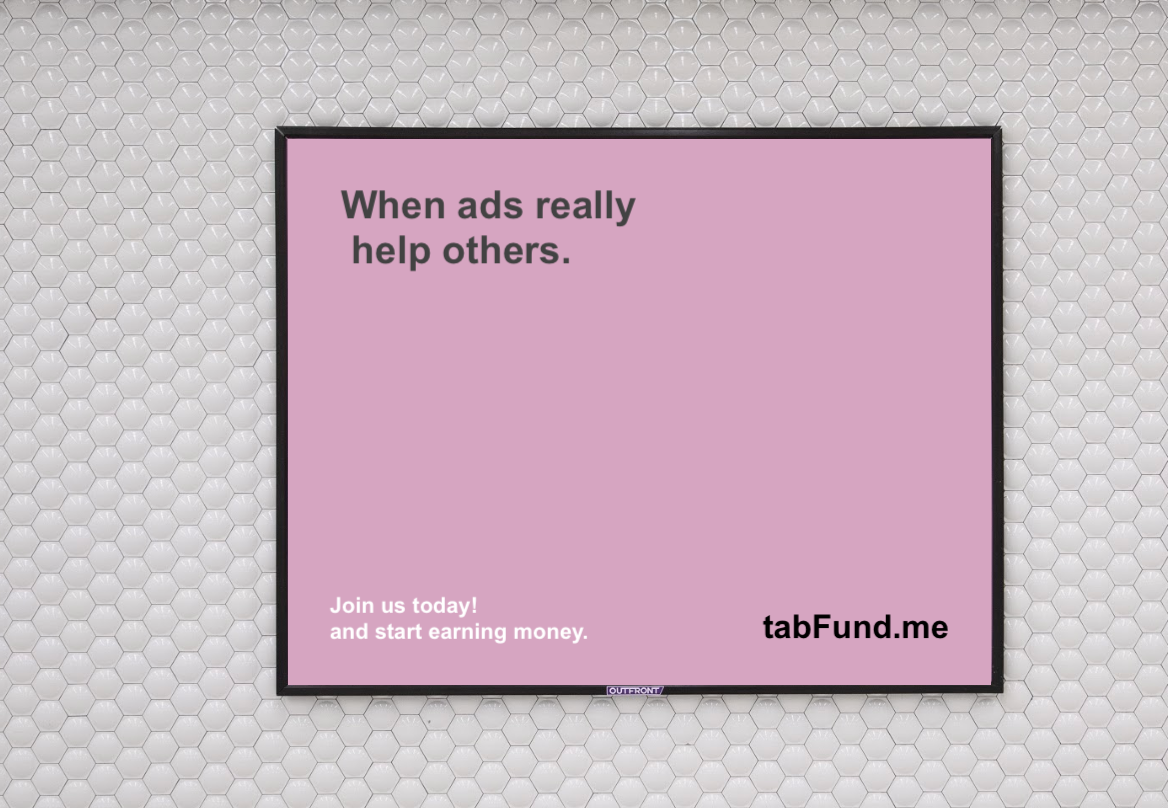 When ads really
help others.
Join us today!
and start earning money.
tabFund.me
OUTFRONT/